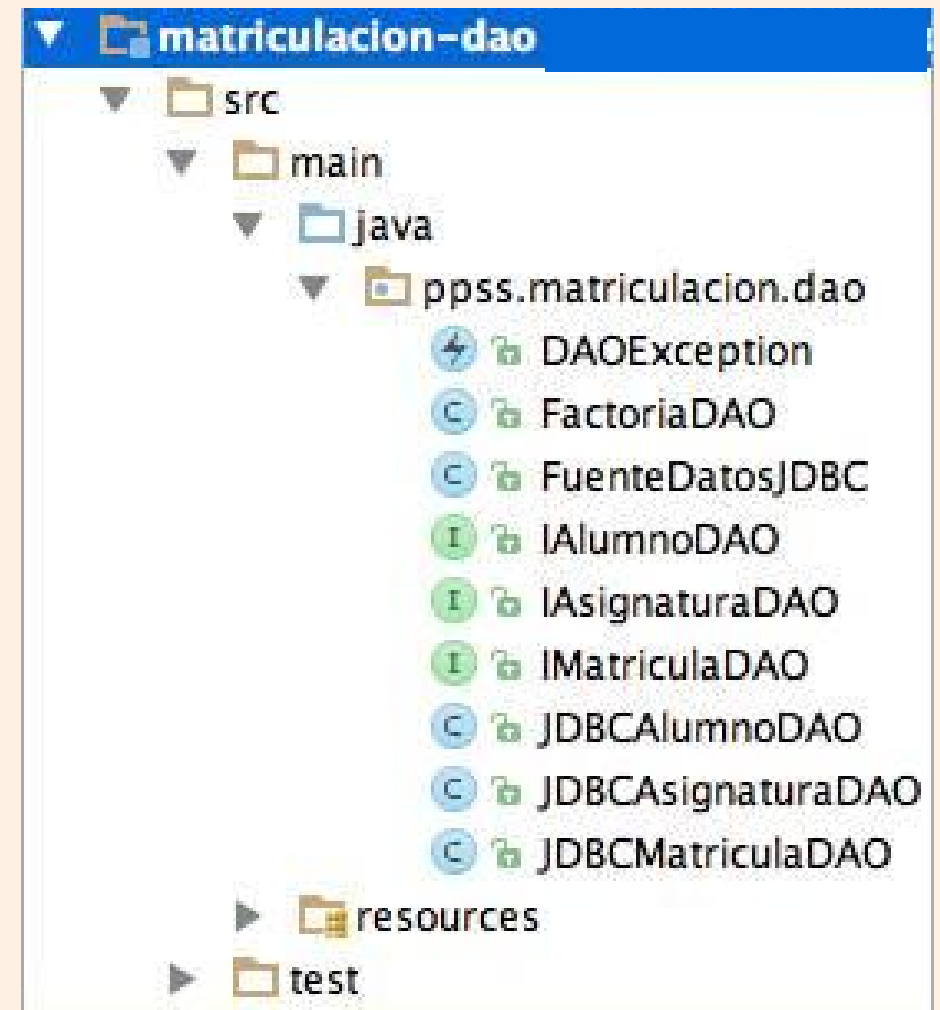 matriculacion-dao
src
main
java
ppss.matriculacion.dao
DAOException
C FactoriaDAO
C FuenteDatosJDBC
I IAlumnoDAO
I IAsignaturaDAO
I IMatriculaDAO
C JDBCAlumnoDAO
C JDBCAsignaturaDAO
C JDBCMatriculaDAO
resources
test